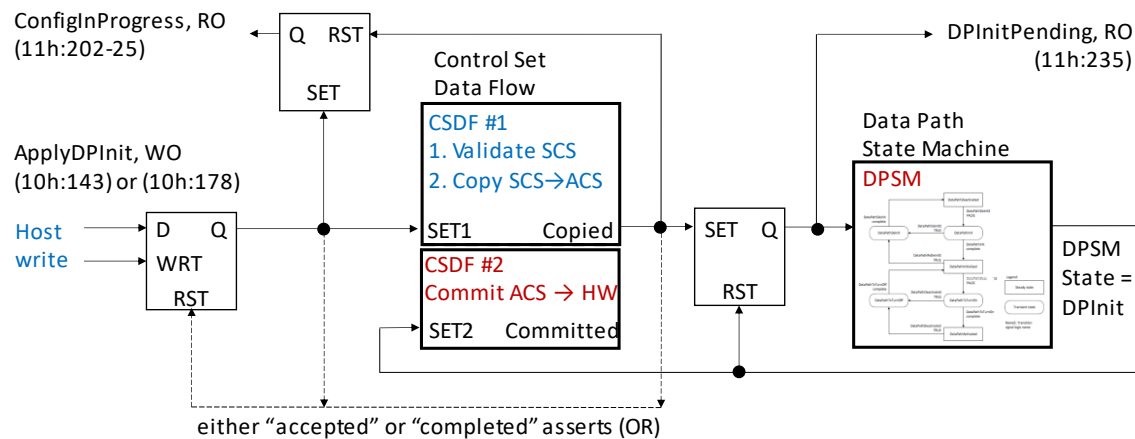 ConfigInProgress, RO
(11h:202-25)
Q RST
SET
Control Set
Data Flow
DPInitPending, RO
(11h:235)
CSDF #1
1. Validate SCS
2. Copy SCS→ACS
SET1 Copied
ApplyDPInit, WO
(10h:143) or (10h:178)
Host
write
D Q
WRT
RST
CSDF #2
Commit ACS → HW
SET2 Committed
SET Q
RST
Data Path
State Machine
DPSM
DPSM
State =
DPInit
either “accepted” or “completed” asserts (OR)